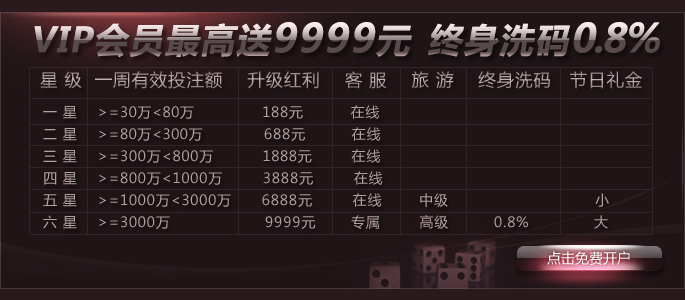 VIP会员最高送9999元 终身洗码0.8%
星 级 一周有效投注额 升级红利 客 服 旅 游 终身洗码 节日礼金
一 星 >=30万<80万 188元 在线
二 星 >=80万<300万 688元 在线
三 星 >=300万<800万 1888元 在线
四 星 >=800万<1000万 3888元 在线
五 星 >=1000万<3000万 6888元 在线 中级 小
六 星 >=3000万 9999元 专属 高级 0.8% 大
点击免费开户